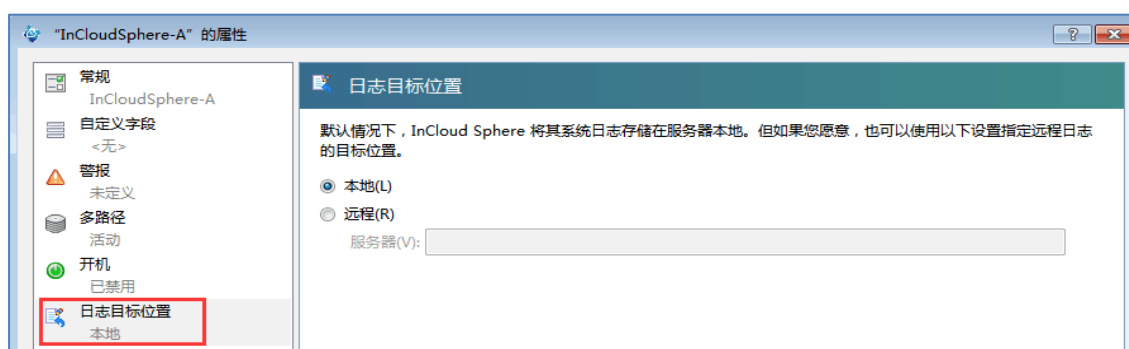 “InCloudSphere-A” 的属性
常规
InCloudSphere-A
自定义字段
<无>
警报
未定义
多路径
活动
开机
已禁用
日志目标位置
本地
日志目标位置
默认情况下，InCloud Sphere 将其系统日志存储在服务器本地。但如果您愿意，也可以使用以下设置指定远程日志
的目标位置。
本地(L)
远程(R)
服务器(V):